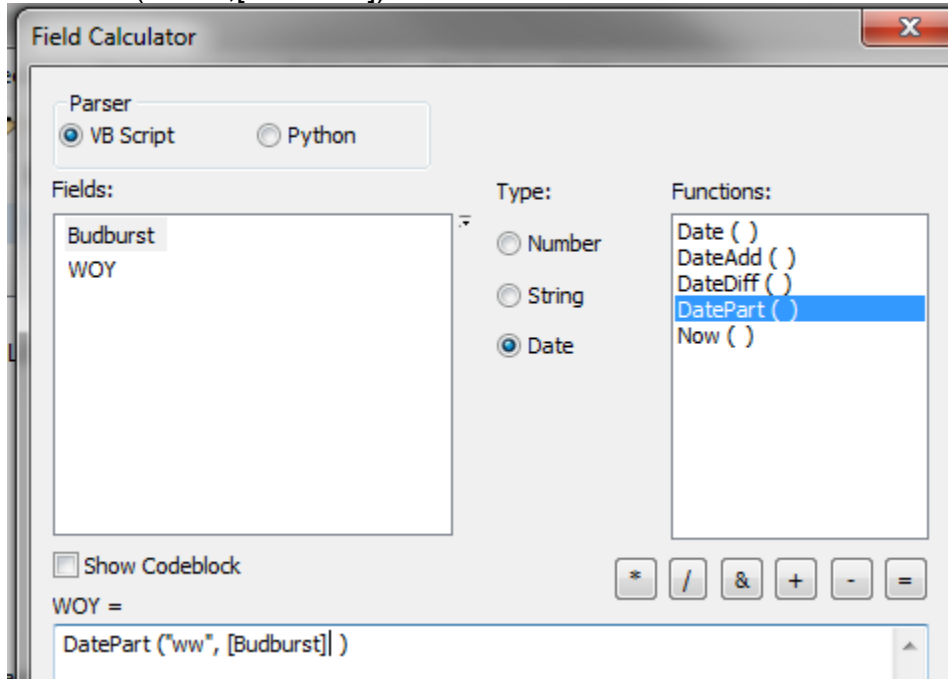 Field Calculator
Parser
VB Script Python
Fields:
Budburst
WOY
Type:
Number
String
Date
Functions:
Date ( )
DateAdd ( )
DateDiff ( )
DatePart ( )
Now ( )
Show Codeblock
* / & + - =
WOY =
DatePart ("ww", [Budburst] )